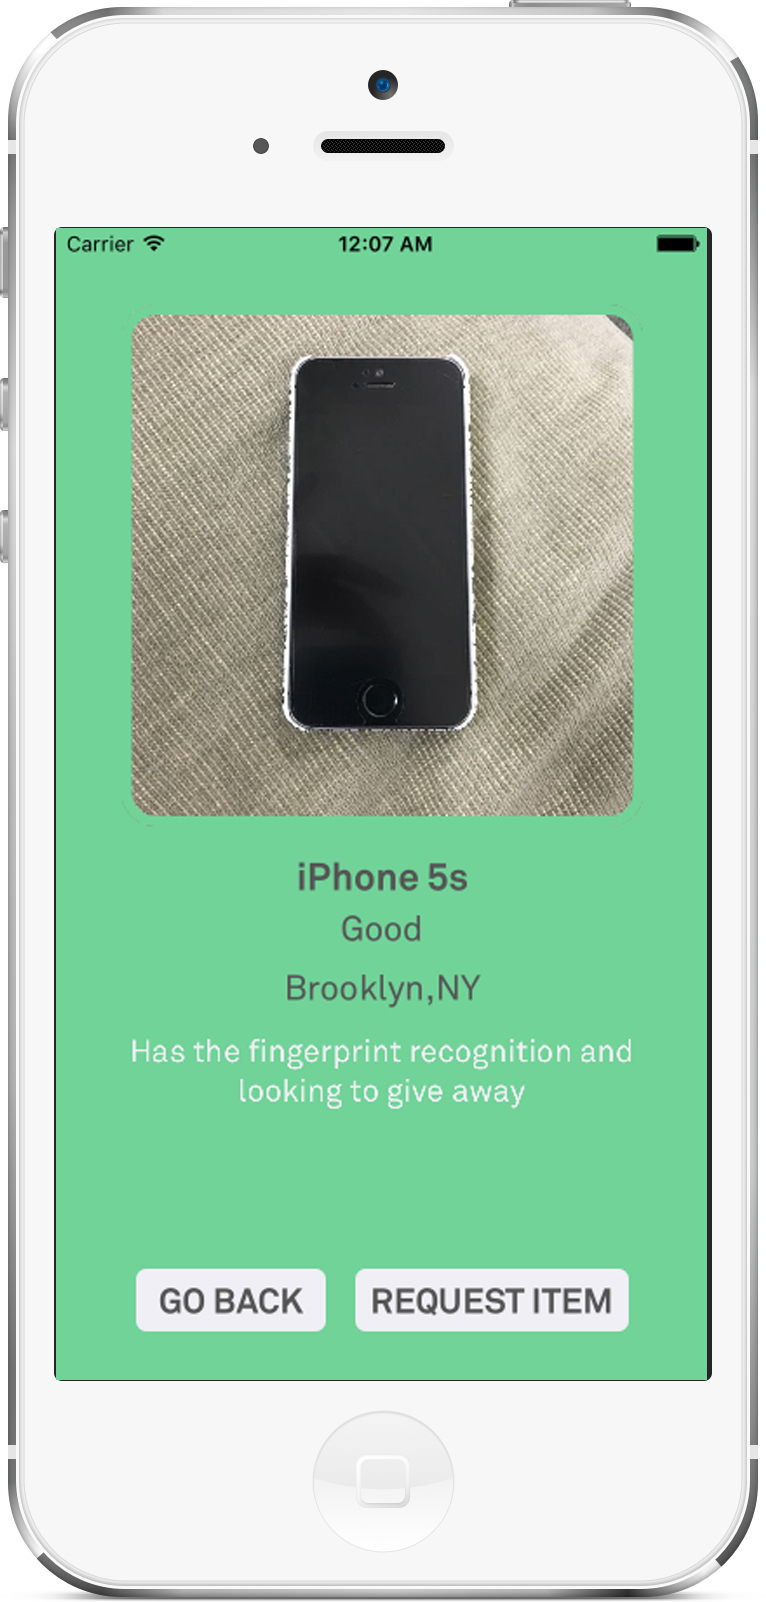 Carrier 12:07 AM
iPhone 5s
Good
Brooklyn,NY
Has the fingerprint recognition and
looking to give away
GO BACK REQUEST ITEM